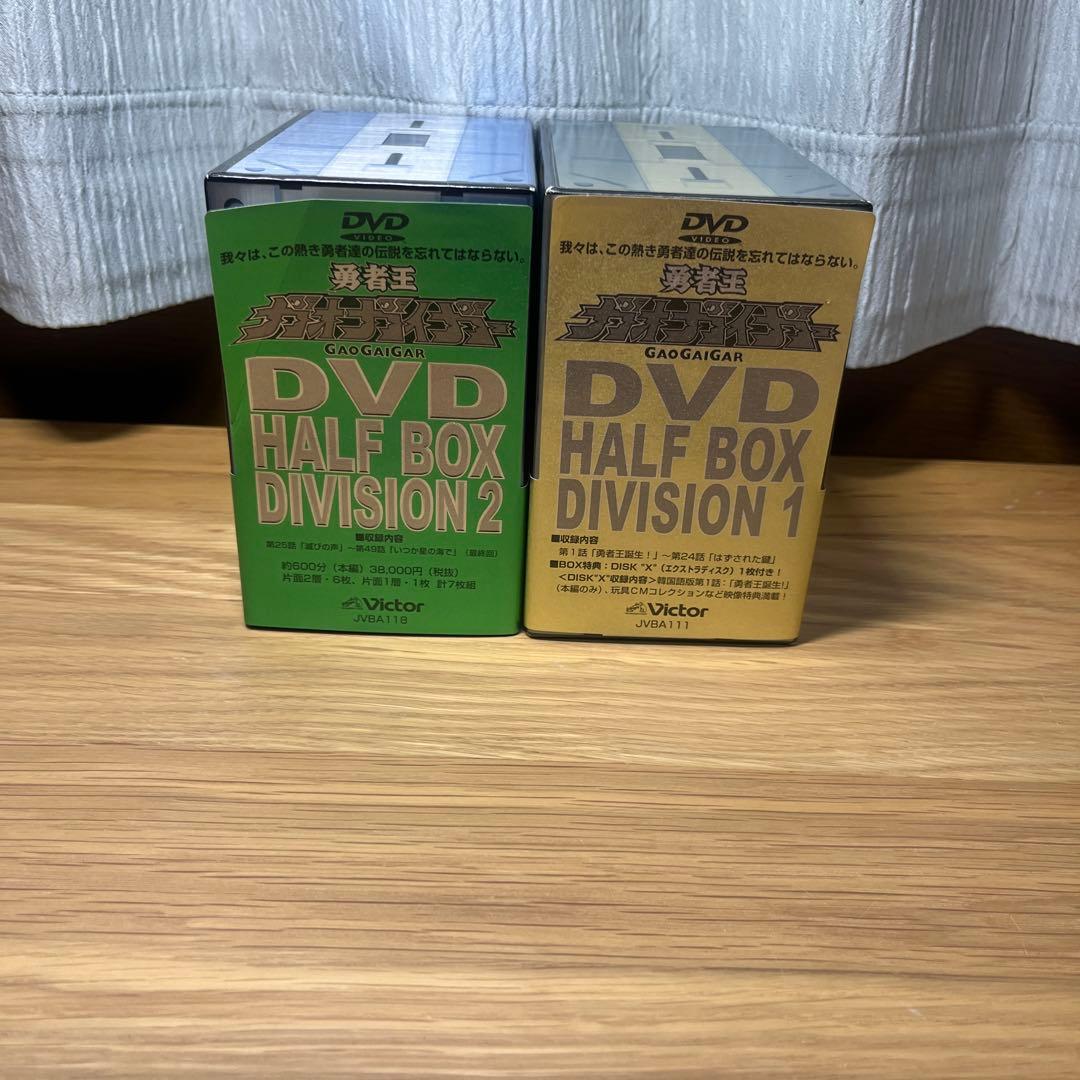 DVD
VIDEO
我々は、この熱き勇者達の伝説を忘れてはならない。
勇者王
ガオガイガー
GAOGAIGAR
DVD
HALF BOX
DIVISION 2
■収録内容
第25話「滅びの声」～第49話「いつか星の海で」（最終回）
約600分（本編）38,000円（税抜）
片面2層・6枚、片面1層・1枚 計7枚組
Victor
JVBA118
DVD
VIDEO
我々は、この熱き勇者達の伝説を忘れてはならない。
勇者王
ガオガイガー
GAOGAIGAR
DVD
HALF BOX
DIVISION 1
■収録内容
第1話「勇者王誕生！」～第24話「はずされた鍵」
■BOX特典：DISK "X"（エクストラディスク）1枚付き！
＜DISK"X"収録内容＞韓国語版第1話：「勇者王誕生！」
（本編のみ）、玩具CMコレクションなど映像特典満載！
Victor
JVBA111